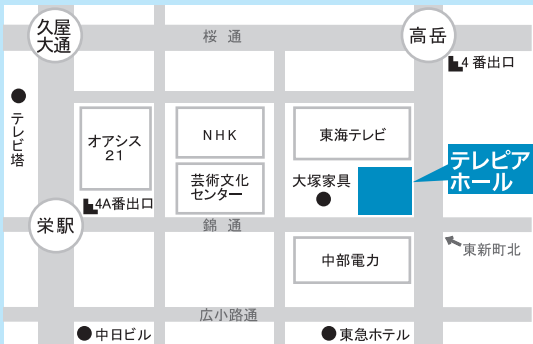 久屋
大通
桜 通
高岳
4 番出口
テレビ塔
オアシス
21
NHK
東海テレビ
テレピア
ホール
芸術文化
センター
大塚家具
4A番出口
栄駅
錦 通
東新町北
中部電力
広小路通
中日ビル
東急ホテル